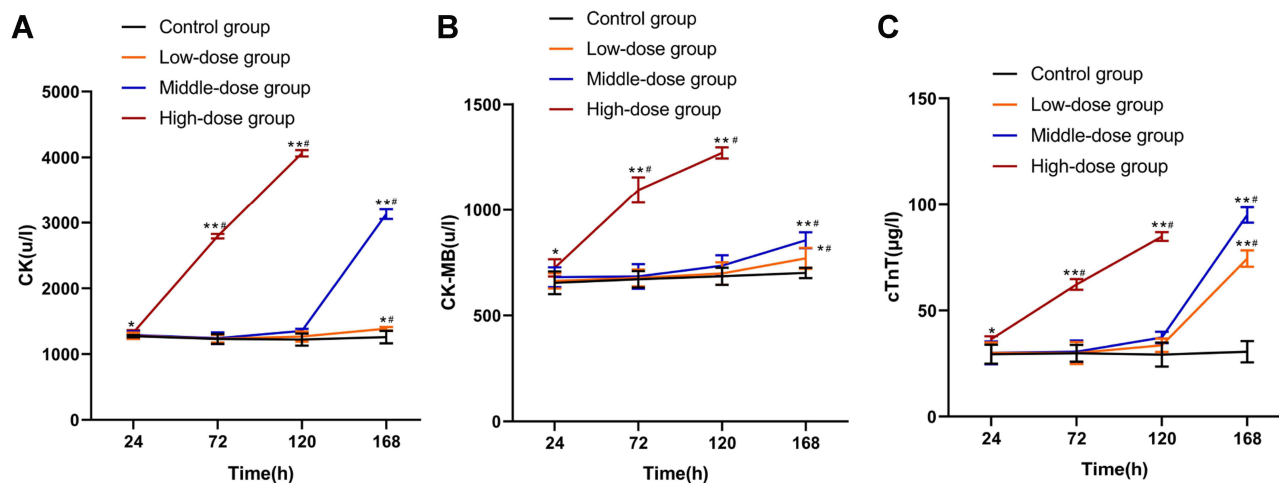 A
Control group
Low-dose group
Middle-dose group
High-dose group
CK(u/l)
5000
4000
3000
2000
1000
0
*
**#
**#
**#
*#
24
72
120
168
Time(h)
B
Control group
Low-dose group
Middle-dose group
High-dose group
CK-MB(u/l)
1500
1000
500
0
*
**#
**#
**#
*#
24
72
120
168
Time(h)
C
Control group
Low-dose group
Middle-dose group
High-dose group
cTnT(µg/l)
150
100
50
0
*
**#
**#
**#
**#
24
72
120
168
Time(h)